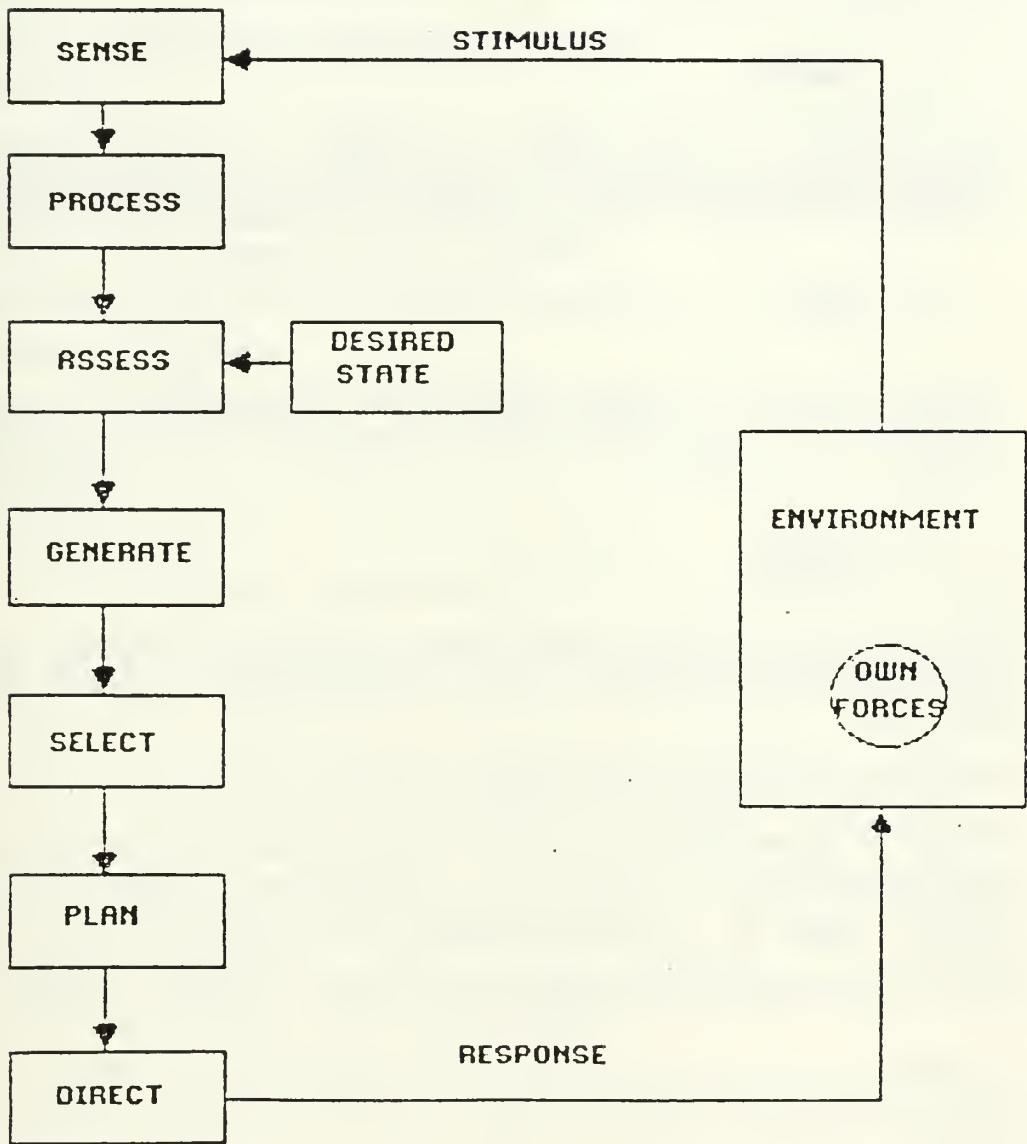 SENSE
STIMULUS
PROCESS
ASSESS
DESIRED
STATE
GENERATE
ENVIRONMENT
OWN
FORCES
SELECT
PLAN
RESPONSE
DIRECT